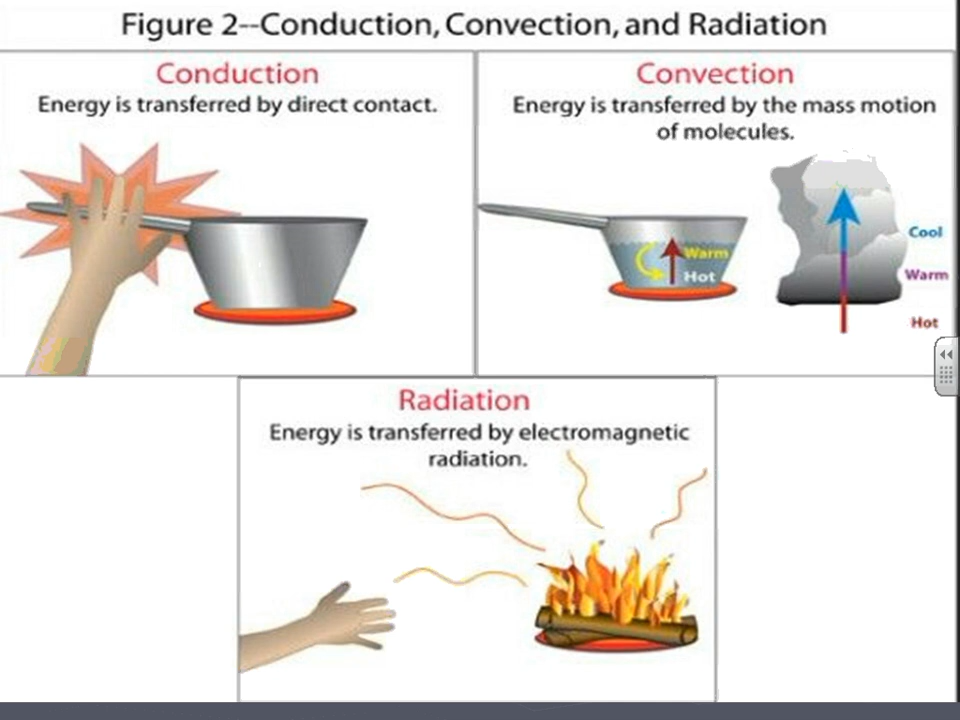 Figure 2--Conduction, Convection, and Radiation
Conduction
Energy is transferred by direct contact.
Convection
Energy is transferred by the mass motion
of molecules.
Warm
Hot
Cool
Warm
Hot
Radiation
Energy is transferred by electromagnetic
radiation.